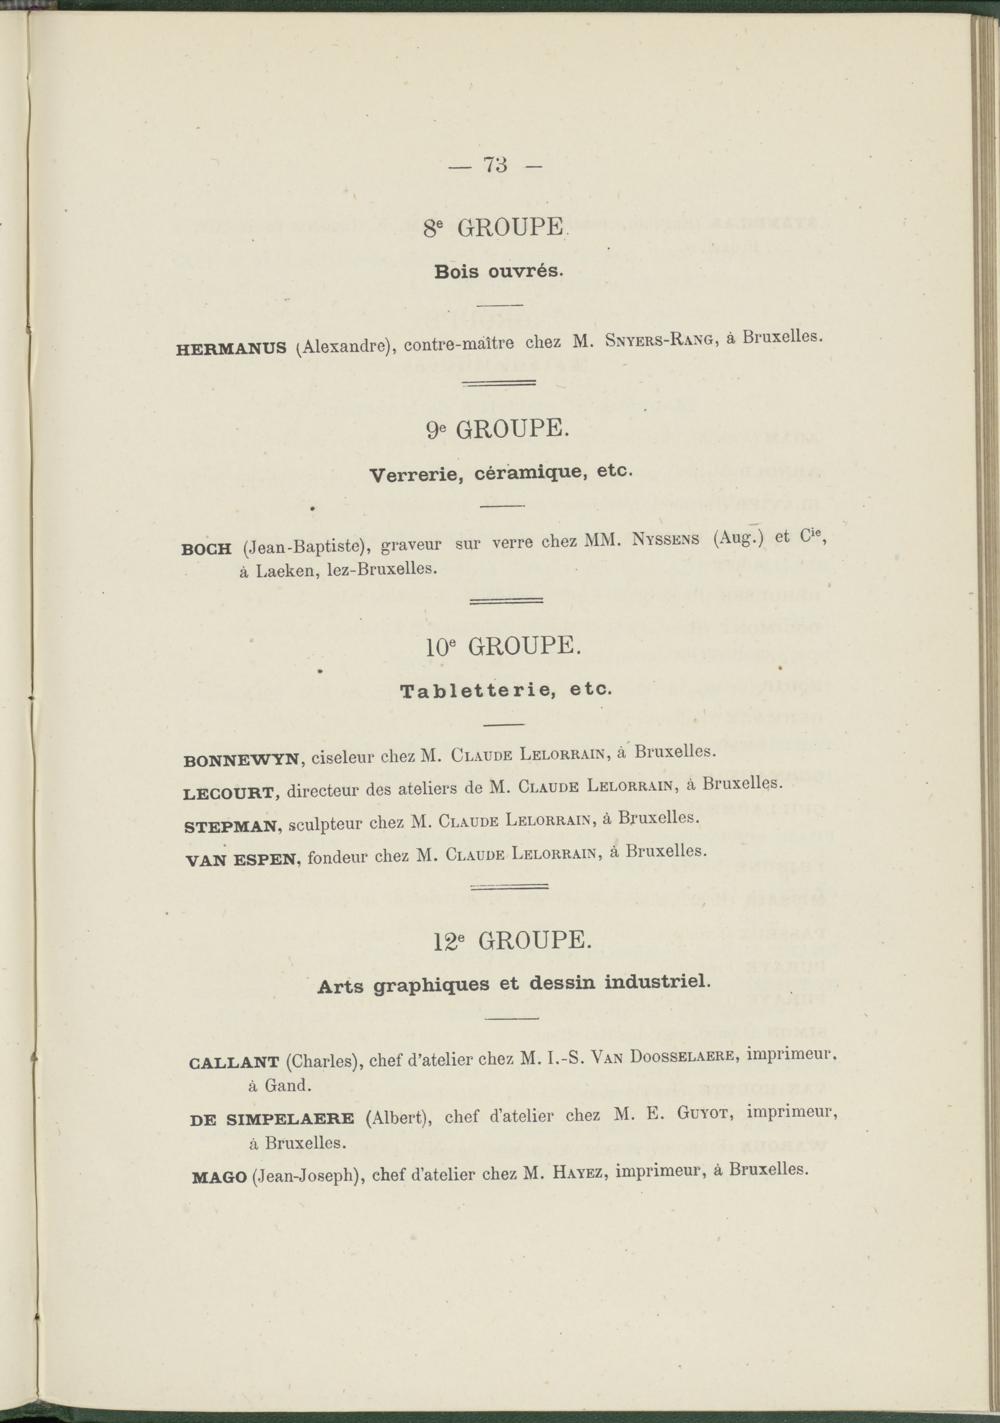 — 73 —
8e GROUPE.
Bois ouvrés.
HERMANUS (Alexandre), contre-maître chez M. SNYERS-RANG, à Bruxelles.
9e GROUPE.
Verrerie, céramique, etc.
BOCH (Jean-Baptiste), graveur sur verre chez MM. NYSSENS (Aug.) et Cie,
à Laeken, lez-Bruxelles.
10e GROUPE.
Tabletterie, etc.
BONNEWYN, ciseleur chez M. CLAUDE LELORRAIN, à Bruxelles.
LECOURT, directeur des ateliers de M. CLAUDE LELORRAIN, à Bruxelles.
STEPMAN, sculpteur chez M. CLAUDE LELORRAIN, à Bruxelles.
VAN ESPEN, fondeur chez M. CLAUDE LELORRAIN, à Bruxelles.
12e GROUPE.
Arts graphiques et dessin industriel.
CALLANT (Charles), chef d'atelier chez M. I.-S. VAN DOOSSELAERE, imprimeur,
à Gand.
DE SIMPELAERE (Albert), chef d'atelier chez M. E. GUYOT, imprimeur,
à Bruxelles.
MAGO (Jean-Joseph), chef d'atelier chez M. HAYEZ, imprimeur, à Bruxelles.